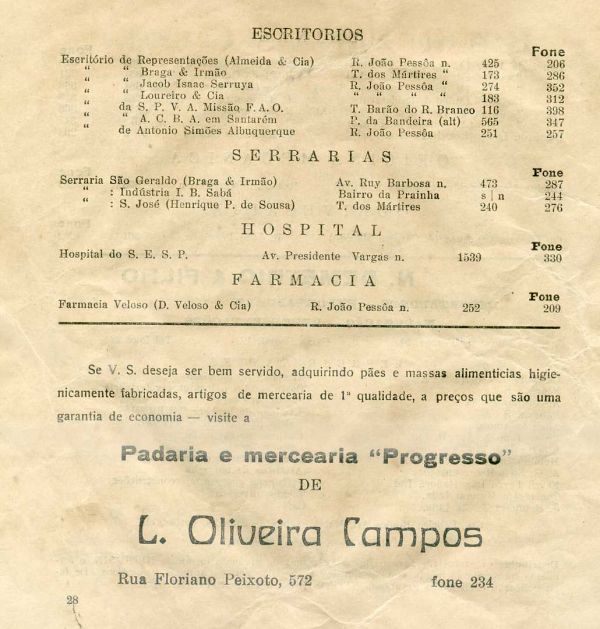 ESCRITORIOS
Fone
Escritório de Representações (Almeida & Cia) R. João Pessôa n. 425 206
“ “ Braga & Irmão T. dos Mártires “ 173 286
“ “ Jacob Isaac Serruya R. João Pessôa “ 274 352
“ “ Loureiro & Cia “ “ “ “ 183 312
“ da S. P. V. A. Missão F. A. O. T. Barão do R. Branco 116 398
“ “ A. C. B. A. em Santarém P. da Bandeira (alt) 565 347
“ de Antonio Simões Albuquerque R. João Pessôa 251 257
SERRARIAS
Fone
Serraria São Geraldo (Braga & Irmão) Av. Ruy Barbosa n. 473 287
“ : Indústria I. B. Sabá Bairro da Prainha s | n 244
“ : S. José (Henrique P. de Sousa) T. dos Mártires 240 276
HOSPITAL
Fone
Hospital do S. E. S. P. Av. Presidente Vargas n. 1539 330
FARMACIA
Fone
Farmacia Veloso (D. Veloso & Cia) R. João Pessôa n. 252 209
Se V. S. deseja ser bem servido, adquirindo pães e massas alimenticias higie-
nicamente fabricadas, artigos de mercearia de 1ª qualidade, a preços que são uma
garantia de economia — visite a
Padaria e mercearia “Progresso”
DE
L. Oliveira Campos
Rua Floriano Peixoto, 572 fone 234
28